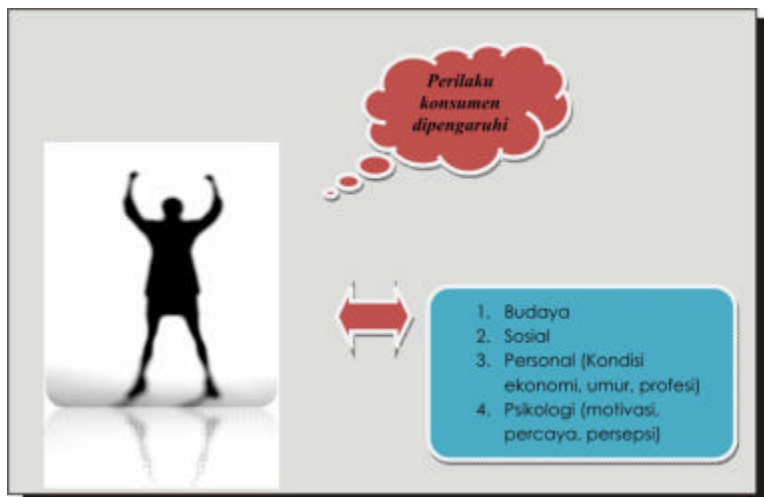 Perilaku
konsumen
dipengaruhi
1. Budaya
2. Sosial
3. Personal (Kondisi
ekonomi, umur, profesi)
4. Psikologi (motivasi,
percaya, persepsi)